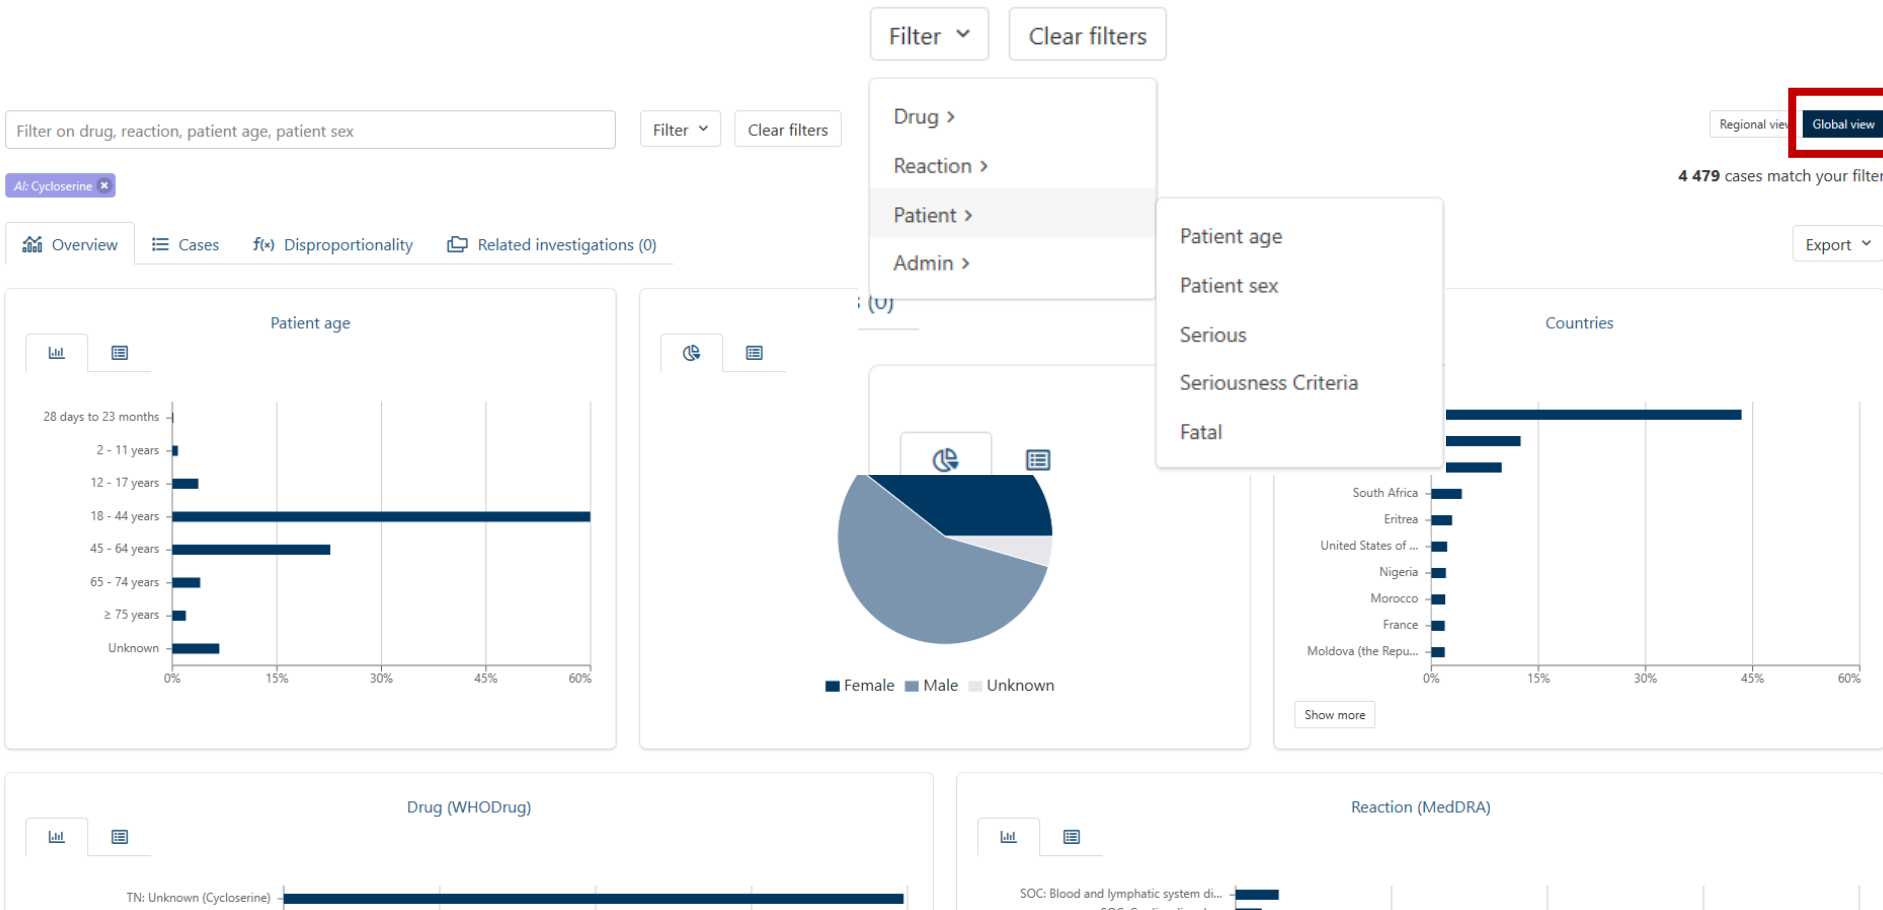 Filter
Clear filters
Drug
Reaction
Patient
Admin
Patient age
Patient sex
Serious
Seriousness Criteria
Fatal
Filter on drug, reaction, patient age, patient sex
Filter
Clear filters
Regional view
Global view
AI: Cycloserine
4 479 cases match your filter
Overview
Cases
f(x) Disproportionality
Related investigations (0)
Export
(0)
Patient age
28 days to 23 months
2 - 11 years
12 - 17 years
18 - 44 years
45 - 64 years
65 - 74 years
≥ 75 years
Unknown
0% 15% 30% 45% 60%
Female Male Unknown
Countries
South Africa
Eritrea
United States of ...
Nigeria
Morocco
France
Moldova (the Repu...
0% 15% 30% 45% 60%
Show more
Drug (WHODrug)
TN: Unknown (Cycloserine)
Reaction (MedDRA)
SOC: Blood and lymphatic system di...